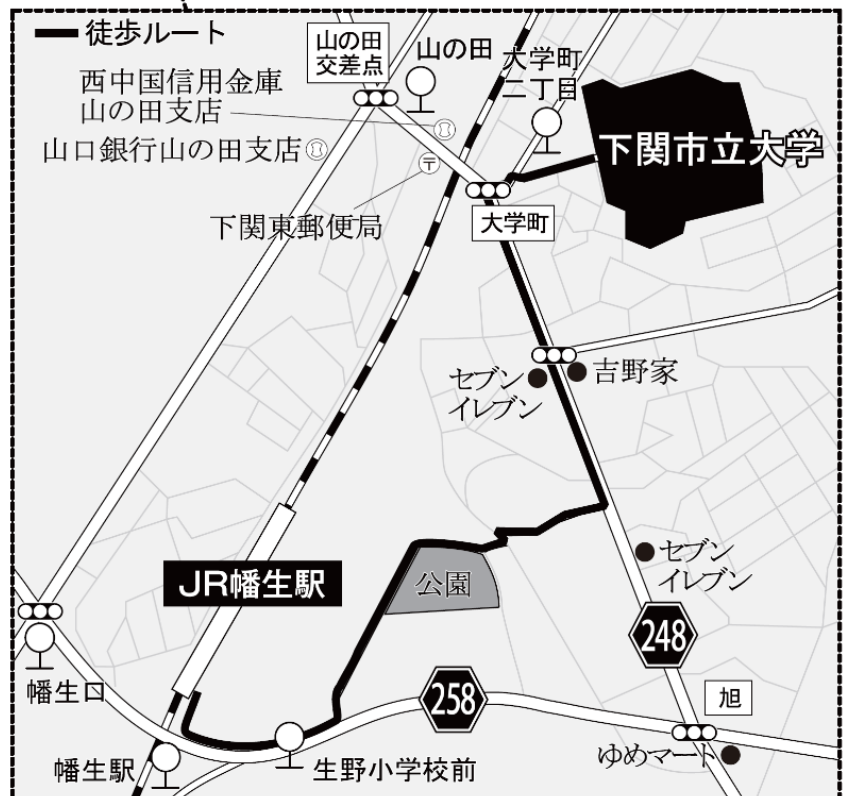 徒歩ルート
山の田
交差点
山の田
大学町
二丁目
西中国信用金庫
山の田支店
山口銀行山の田支店
〒
下関市立大学
下関東郵便局
大学町
セブン
イレブン
吉野家
セブン
イレブン
公園
JR幡生駅
248
258
旭
幡生口
ゆめマート
幡生駅
生野小学校前